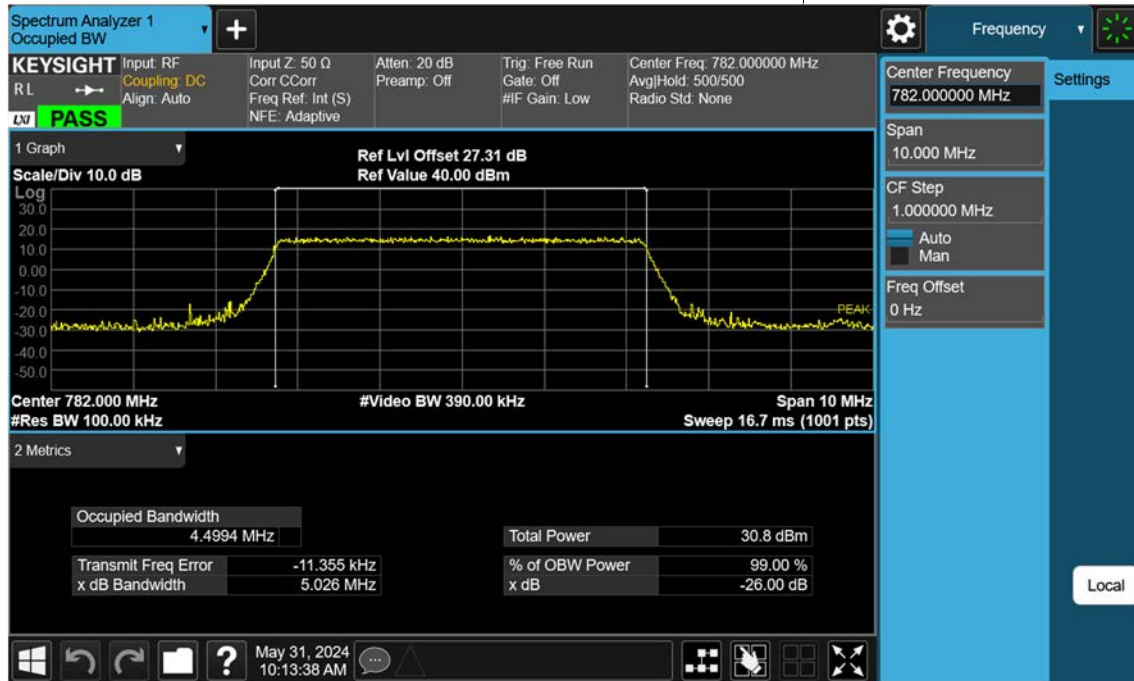 Spectrum Analyzer 1
Occupied BW
+
Frequency
KEYSIGHT
RL
LXI PASS
Input: RF
Coupling: DC
Align: Auto
Input Z: 50 Ω
Corr CCorr
Freq Ref: Int (S)
NFE: Adaptive
Atten: 20 dB
Preamp: Off
Trig: Free Run
Gate: Off
#IF Gain: Low
Center Freq: 782.000000 MHz
Avg|Hold: 500/500
Radio Std: None
Center Frequency
782.000000 MHz
Settings
Span
10.000 MHz
CF Step
1.000000 MHz
Auto
Man
Freq Offset
0 Hz
Local
1 Graph
Scale/Div 10.0 dB
Ref Lvl Offset 27.31 dB
Ref Value 40.00 dBm
Log
30.0
20.0
10.0
0.00
-10.0
-20.0
-30.0
-40.0
-50.0
PEAK
Center 782.000 MHz
#Res BW 100.00 kHz
#Video BW 390.00 kHz
Span 10 MHz
Sweep 16.7 ms (1001 pts)
2 Metrics
Occupied Bandwidth
4.4994 MHz
Total Power 30.8 dBm
Transmit Freq Error -11.355 kHz
% of OBW Power 99.00 %
x dB Bandwidth 5.026 MHz
x dB -26.00 dB
?
May 31, 2024
10:13:38 AM